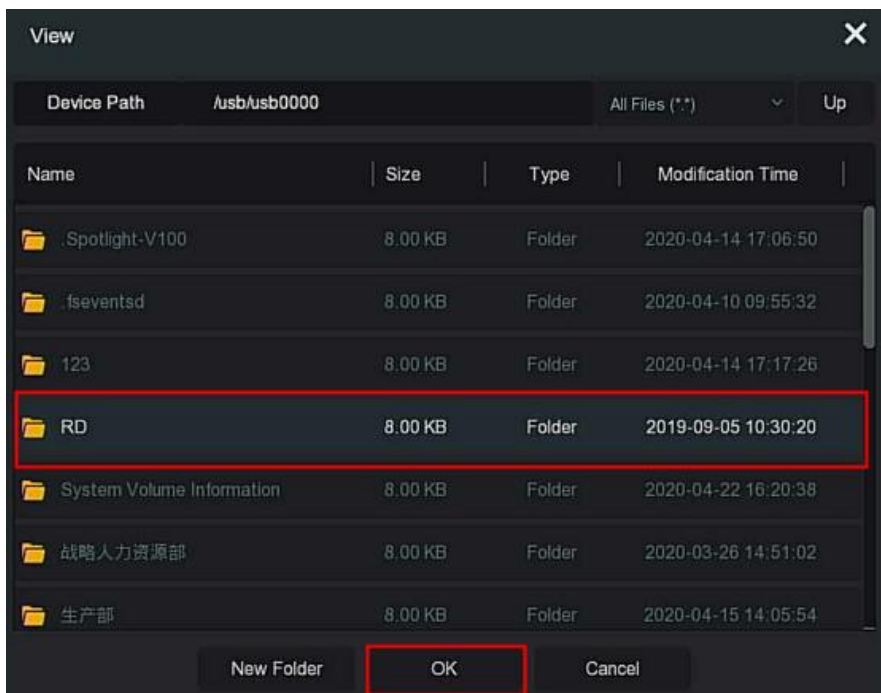 View
Device Path /usb/usb0000 All Files (*.*) Up
Name Size Type Modification Time
.Spotlight-V100 8.00 KB Folder 2020-04-14 17:06:50
.fseventsd 8.00 KB Folder 2020-04-10 09:55:32
123 8.00 KB Folder 2020-04-14 17:17:26
RD 8.00 KB Folder 2019-09-05 10:30:20
System Volume Information 8.00 KB Folder 2020-04-22 16:20:38
战略人力资源部 8.00 KB Folder 2020-03-26 14:51:02
生产部 8.00 KB Folder 2020-04-15 14:05:54
New Folder OK Cancel